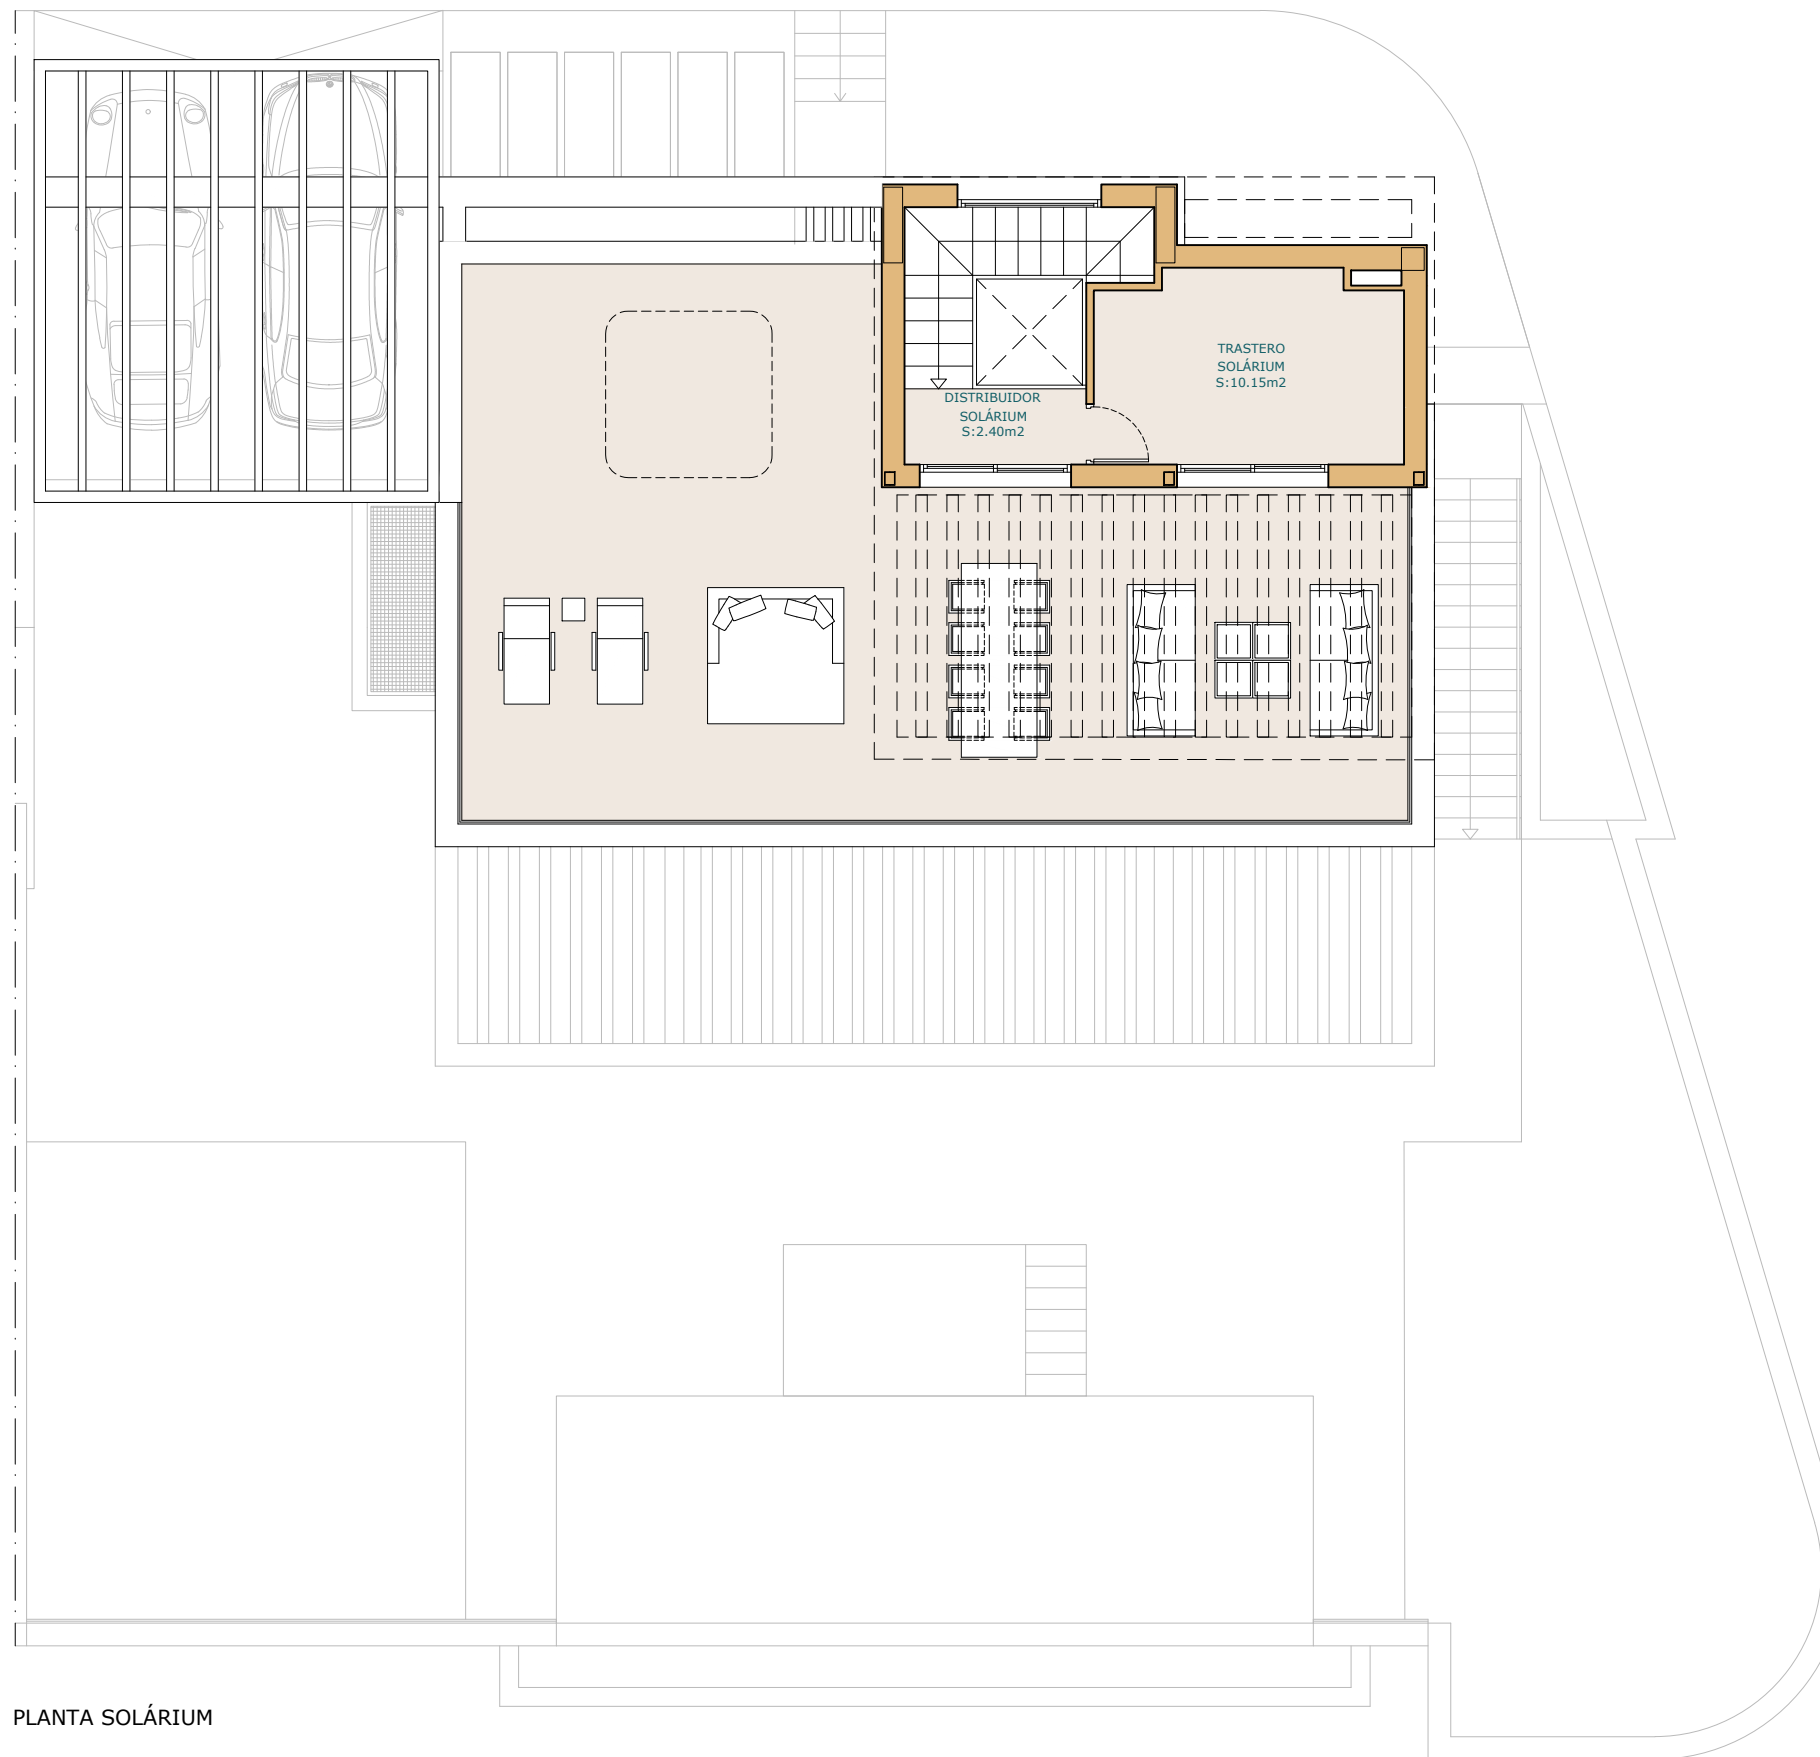 TRASTERO
SOLÁRIUM
S:10.15m2
DISTRIBUIDOR
SOLÁRIUM
S:2.40m2
PLANTA SOLÁRIUM